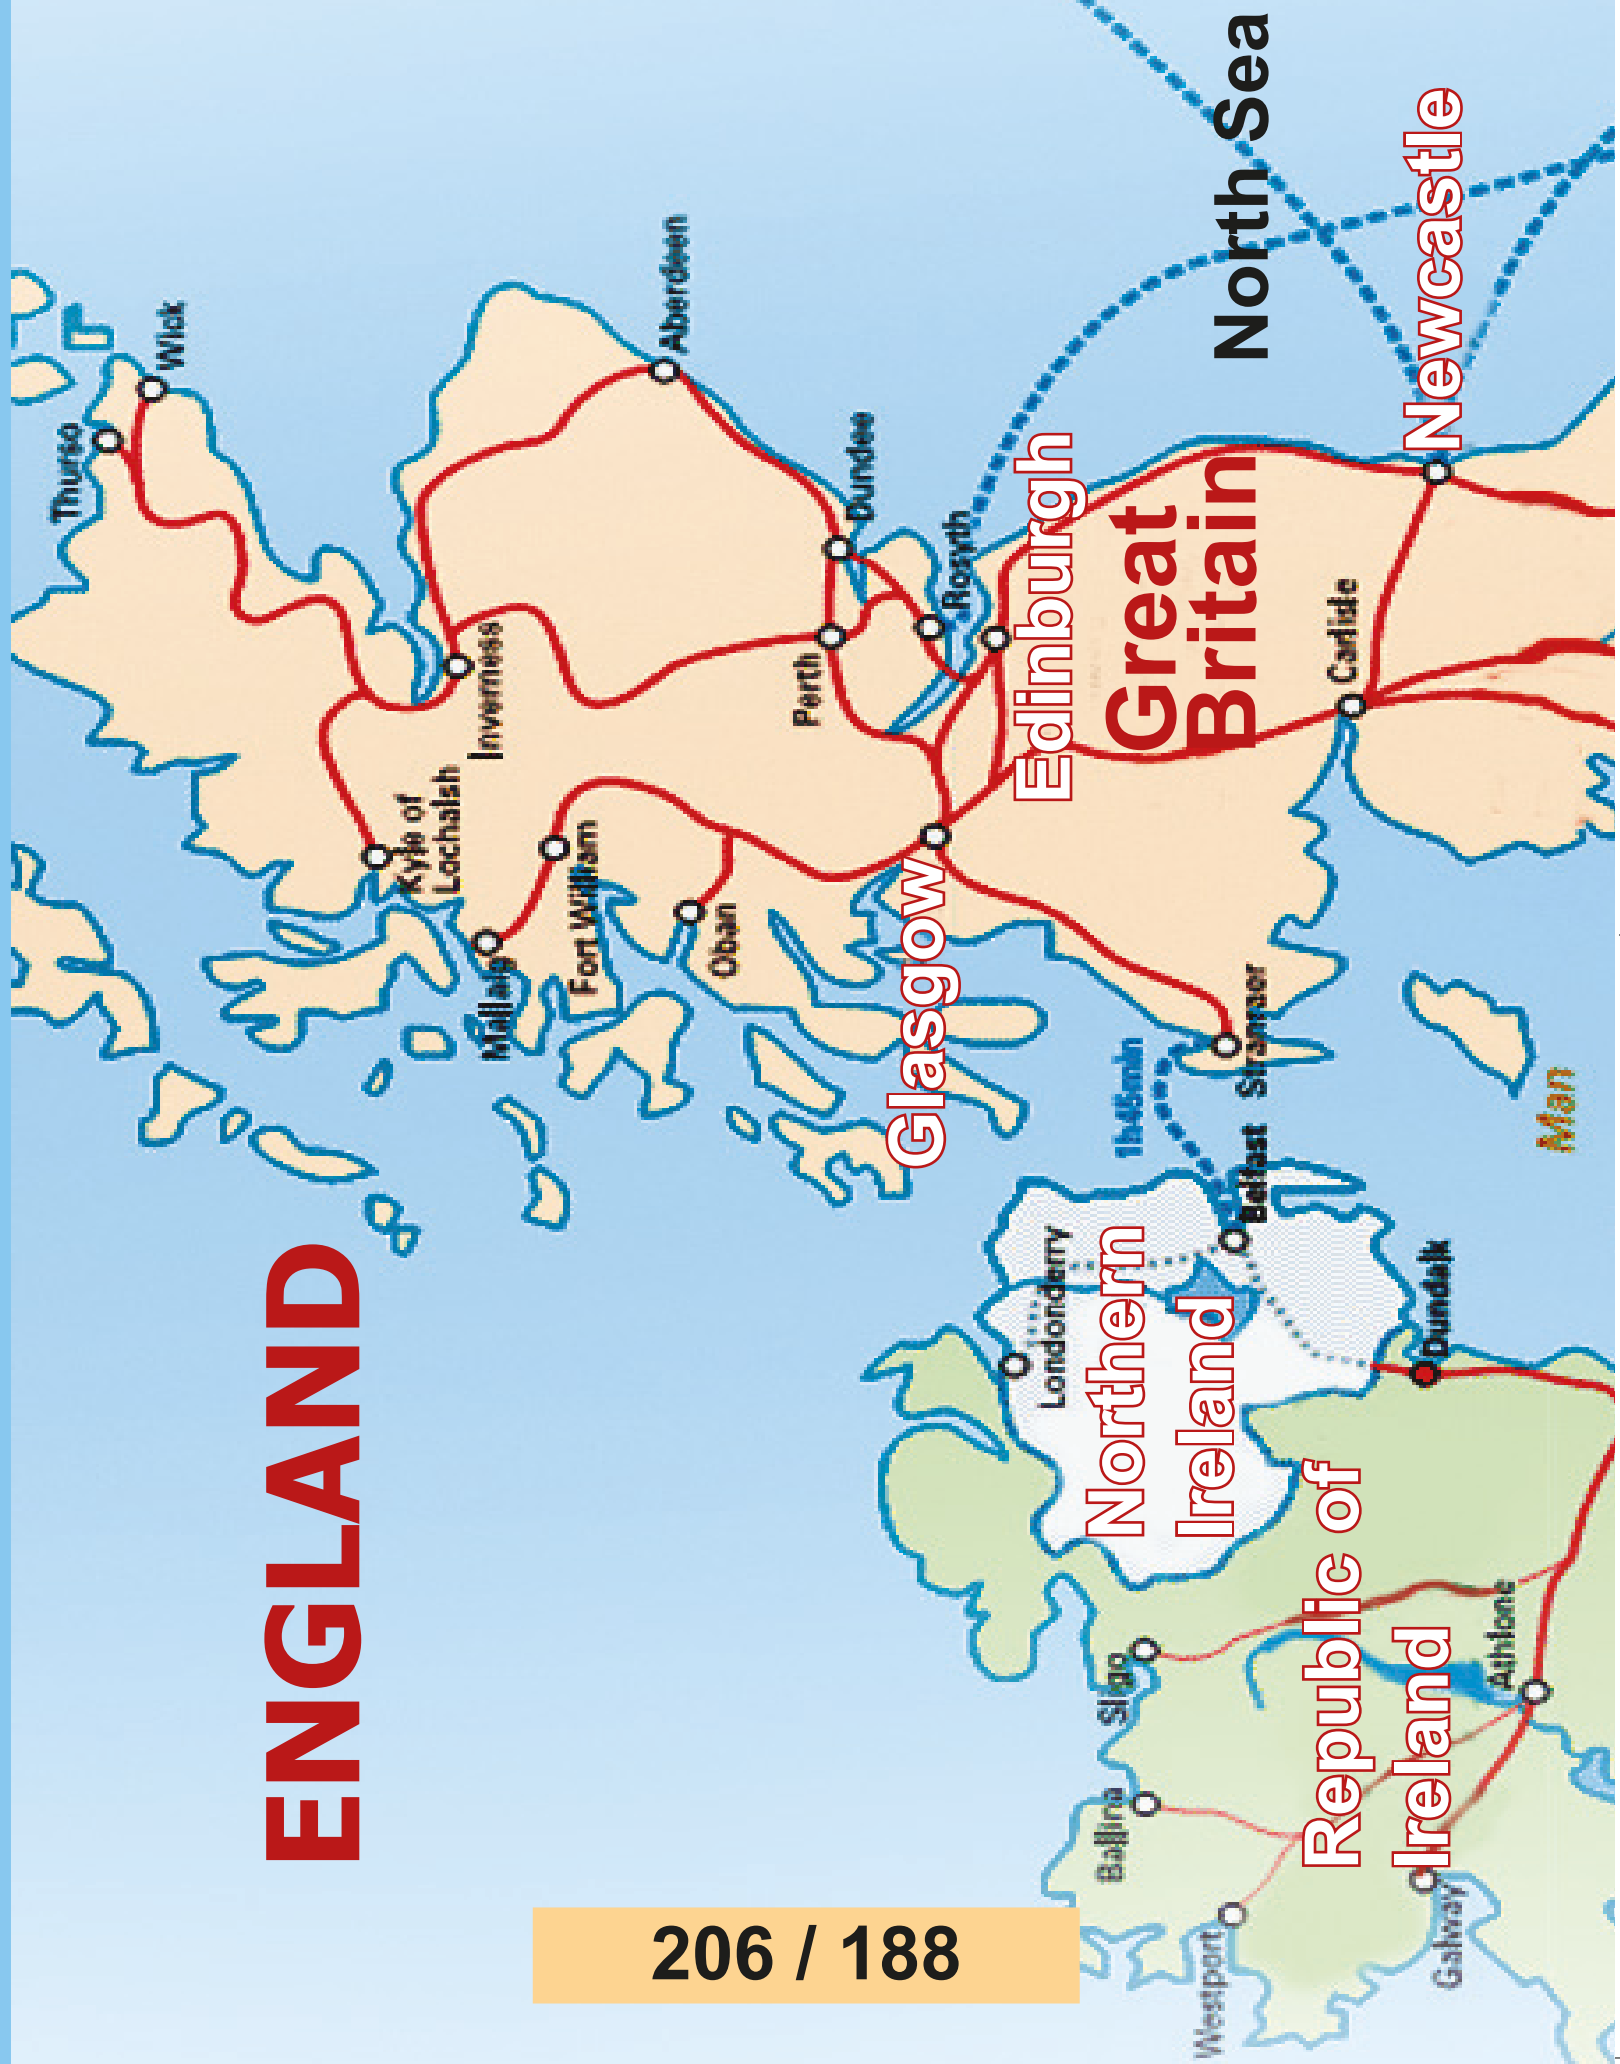 ENGLAND
Thurso
Wick
Inverness
Kyle of
Lochalsh
Mallaig
Fort William
Oban
Aberdeen
Dundee
Perth
Rosyth
Edinburgh
Glasgow
Great
Britain
North Sea
Newcastle
Carlisle
Stranraer
1h45min
Belfast
Man
Londonderry
Northern
Ireland
Dundalk
Republic of
Ireland
Sligo
Ballina
Athlone
Westport
Galway
206 / 188